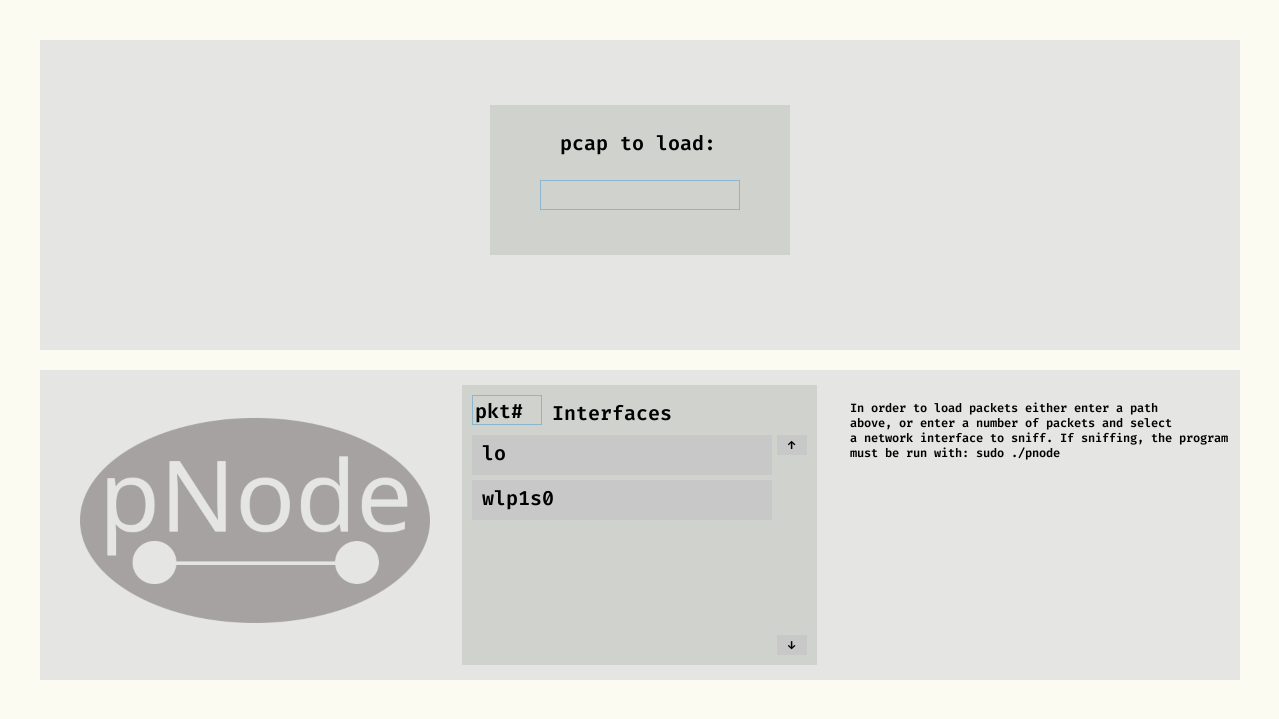 pcap to load:
pNode
pkt# Interfaces
lo
↑
wlp1s0
↓
In order to load packets either enter a path
above, or enter a number of packets and select
a network interface to sniff. If sniffing, the program
must be run with: sudo ./pnode